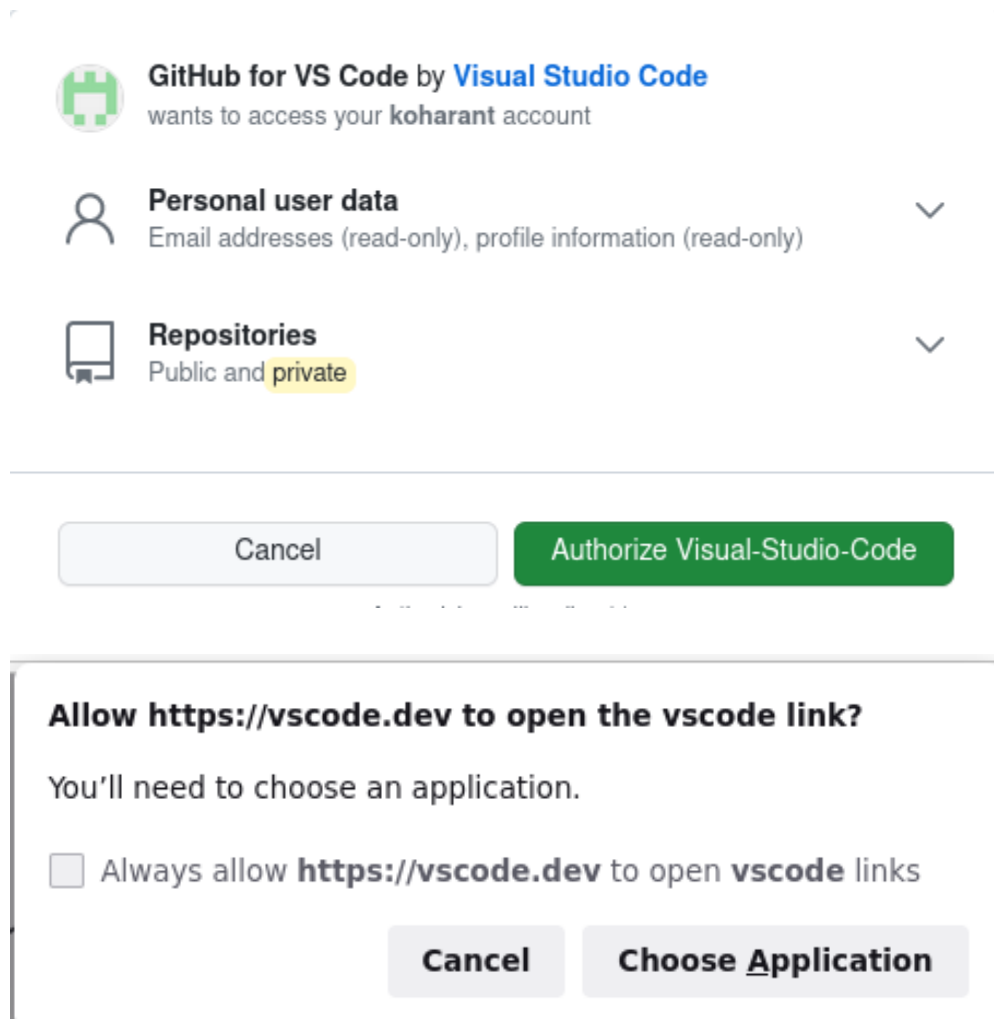 GitHub for VS Code by Visual Studio Code
wants to access your koharant account
Personal user data
Email addresses (read-only), profile information (read-only)
Repositories
Public and private
Cancel
Authorize Visual-Studio-Code
Allow https://vscode.dev to open the vscode link?
You’ll need to choose an application.
Always allow https://vscode.dev to open vscode links
Cancel
Choose Application